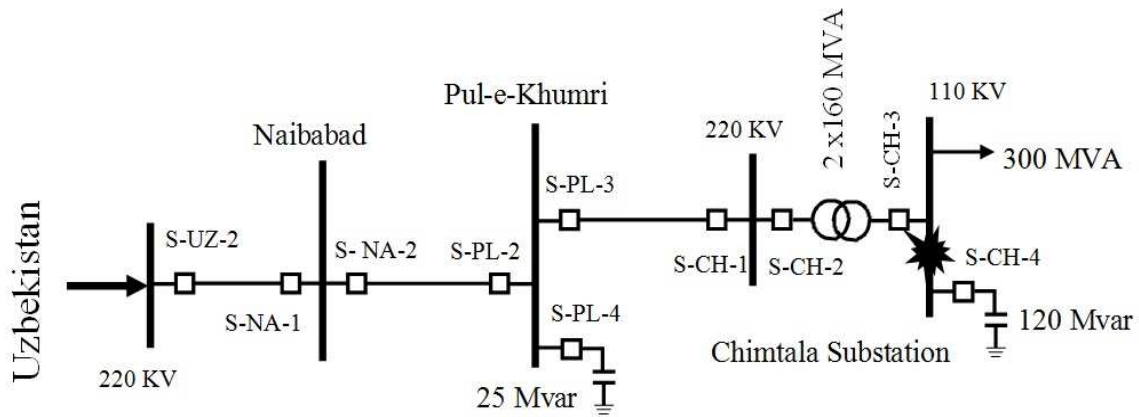 Uzbekistan
220 KV
S-UZ-2
S-NA-1
Naibabad
S- NA-2
S-PL-2
Pul-e-Khumri
S-PL-3
S-PL-4
25 Mvar
220 KV
S-CH-1
S-CH-2
2 x160 MVA
S-CH-3
110 KV
300 MVA
S-CH-4
120 Mvar
Chimtala Substation